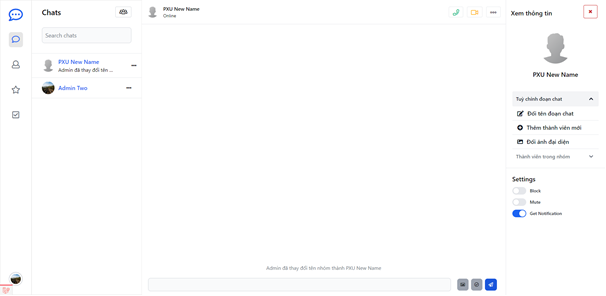 Chats
Search chats
PXU New Name
Admin đã thay đổi tên ...
Admin Two
PXU New Name
Online
Admin đã thay đổi tên nhóm thành PXU New Name
Xem thông tin
PXU New Name
Tuỳ chỉnh đoạn chat
Đổi tên đoạn chat
Thêm thành viên mới
Đổi ảnh đại diện
Thành viên trong nhóm
Settings
Block
Mute
Get Notification